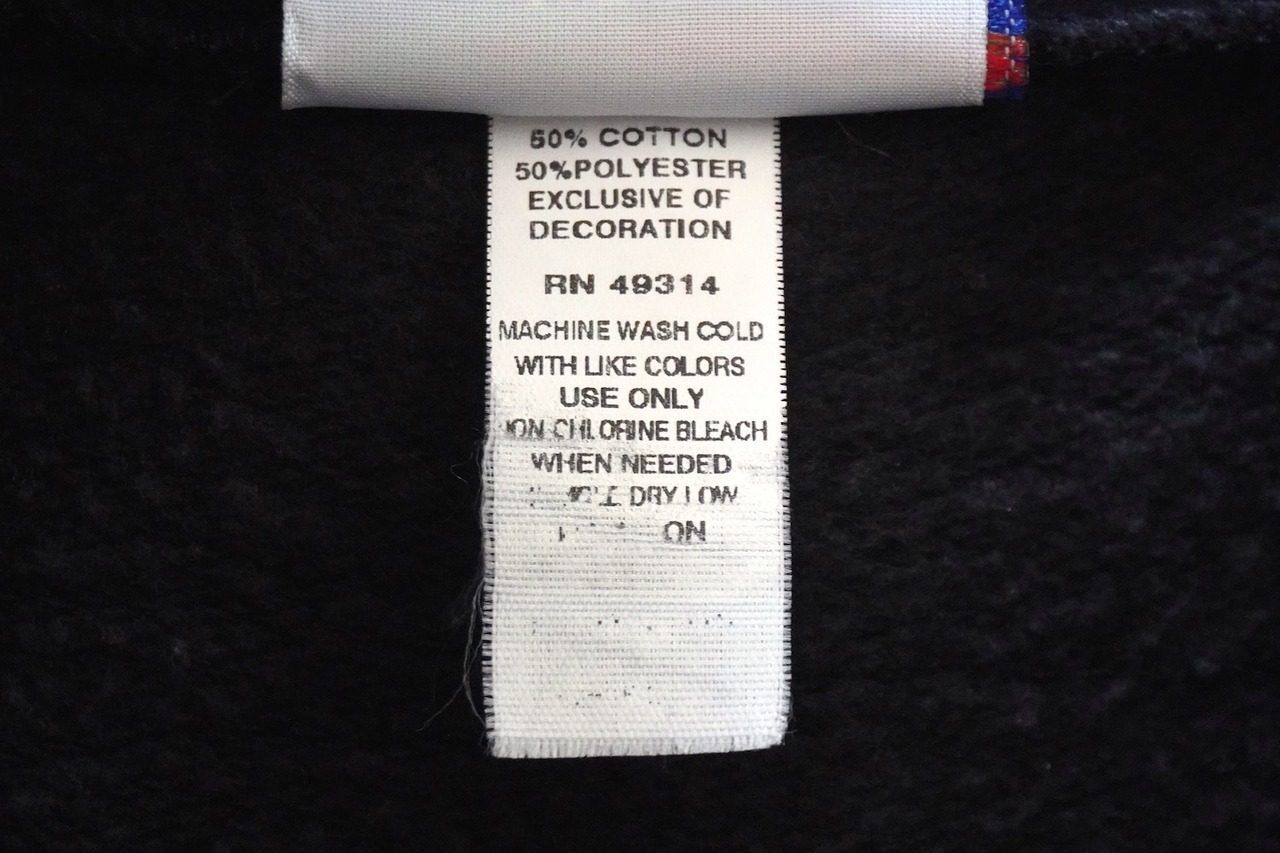 50% COTTON
50%POLYESTER
EXCLUSIVE OF
DECORATION
RN 49314
MACHINE WASH COLD
WITH LIKE COLORS
USE ONLY
CHLORINE BLEACH
WHEN NEEDED
DRY LOW